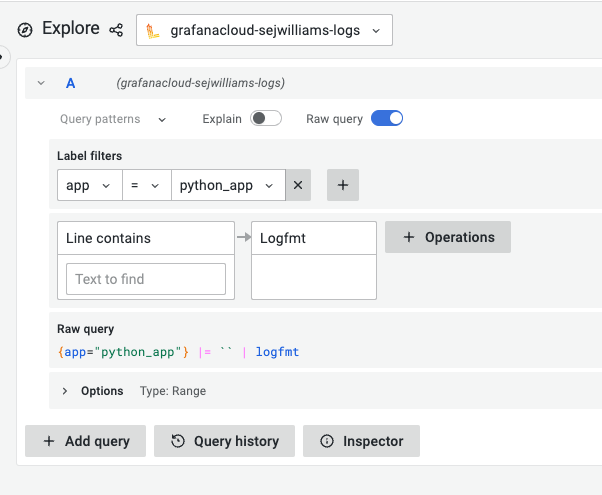 Explore grafanacloud-sejwilliams-logs
A (grafanacloud-sejwilliams-logs)
Query patterns Explain Raw query
Label filters
app = python_app
Line contains Logfmt + Operations
Text to find
Raw query
{app="python_app"} |= `` | logfmt
Options Type: Range
+ Add query Query history Inspector